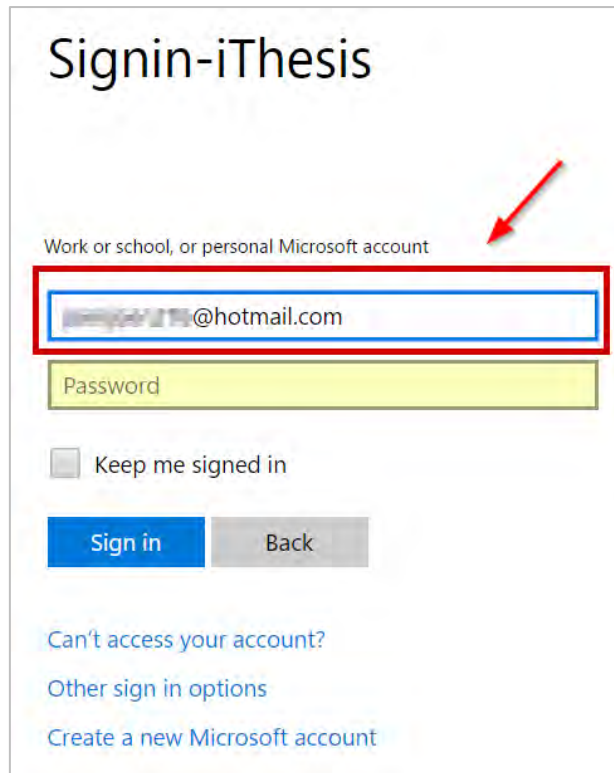 Signin-iThesis
Work or school, or personal Microsoft account
@hotmail.com
Password
Keep me signed in
Sign in
Back
Can't access your account?
Other sign in options
Create a new Microsoft account